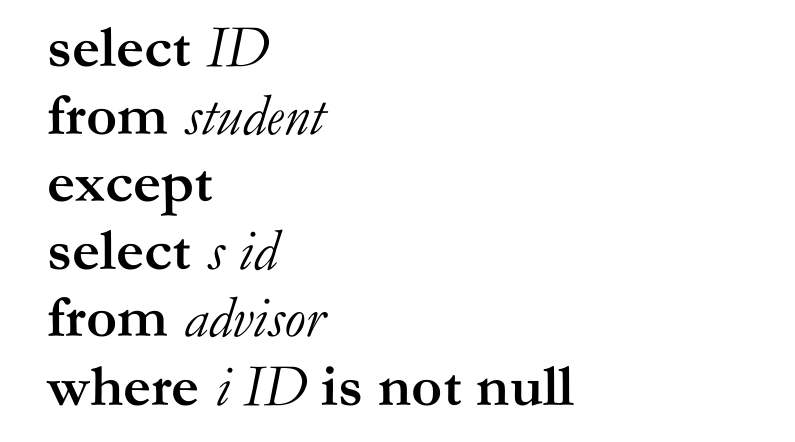 select ID
from student
except
select s id
from advisor
where i ID is not null